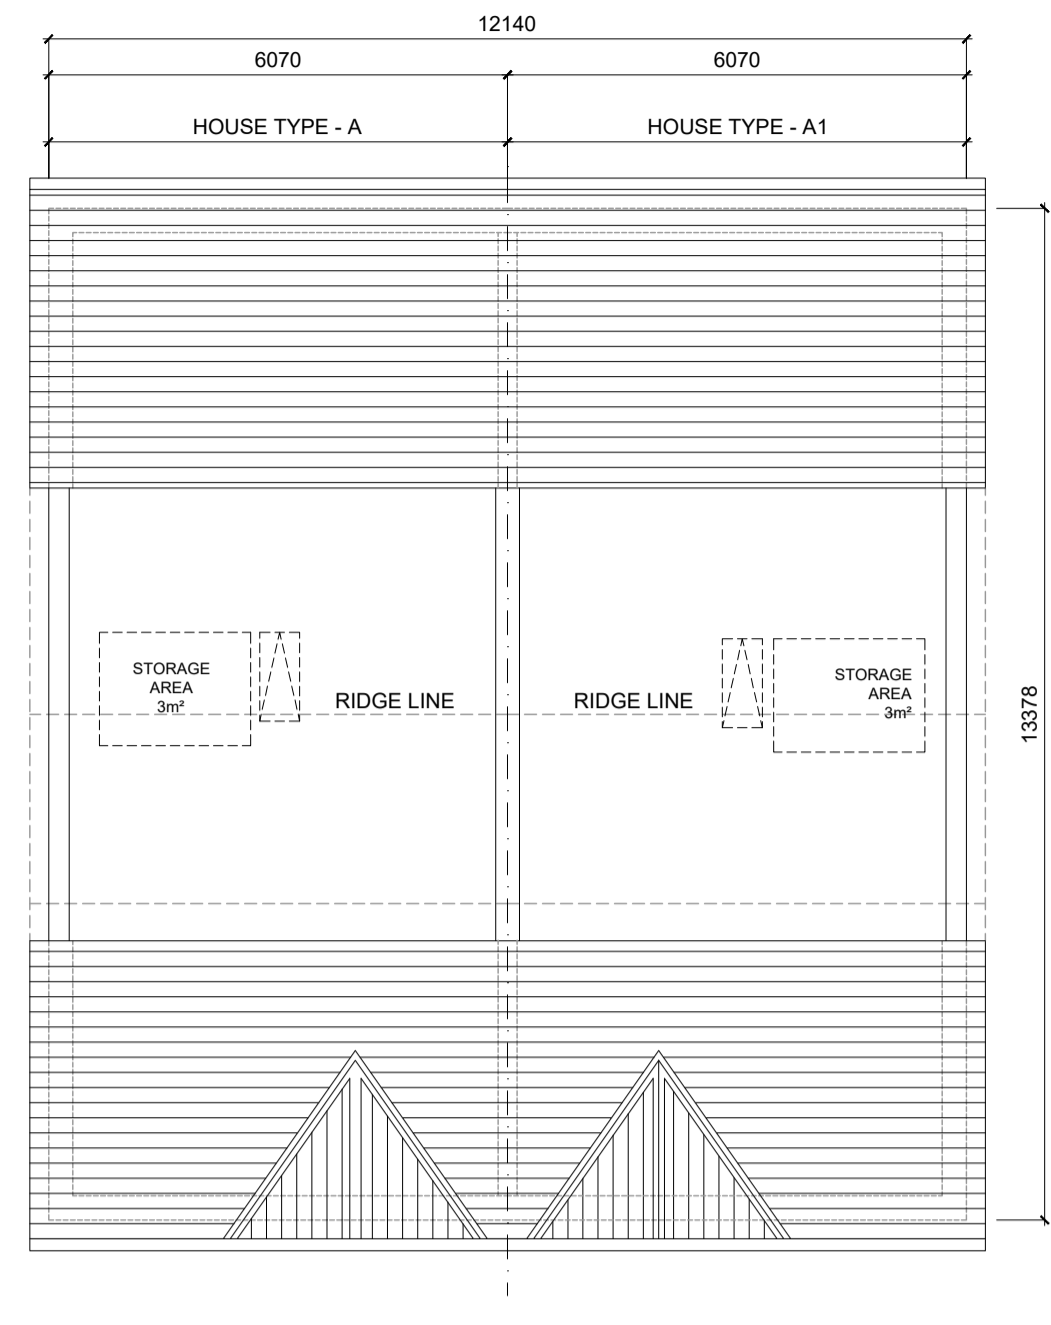 12140
6070
6070
HOUSE TYPE - A
HOUSE TYPE - A1
STORAGE
AREA
3m²
RIDGE LINE
RIDGE LINE
STORAGE
AREA
3m²
13378